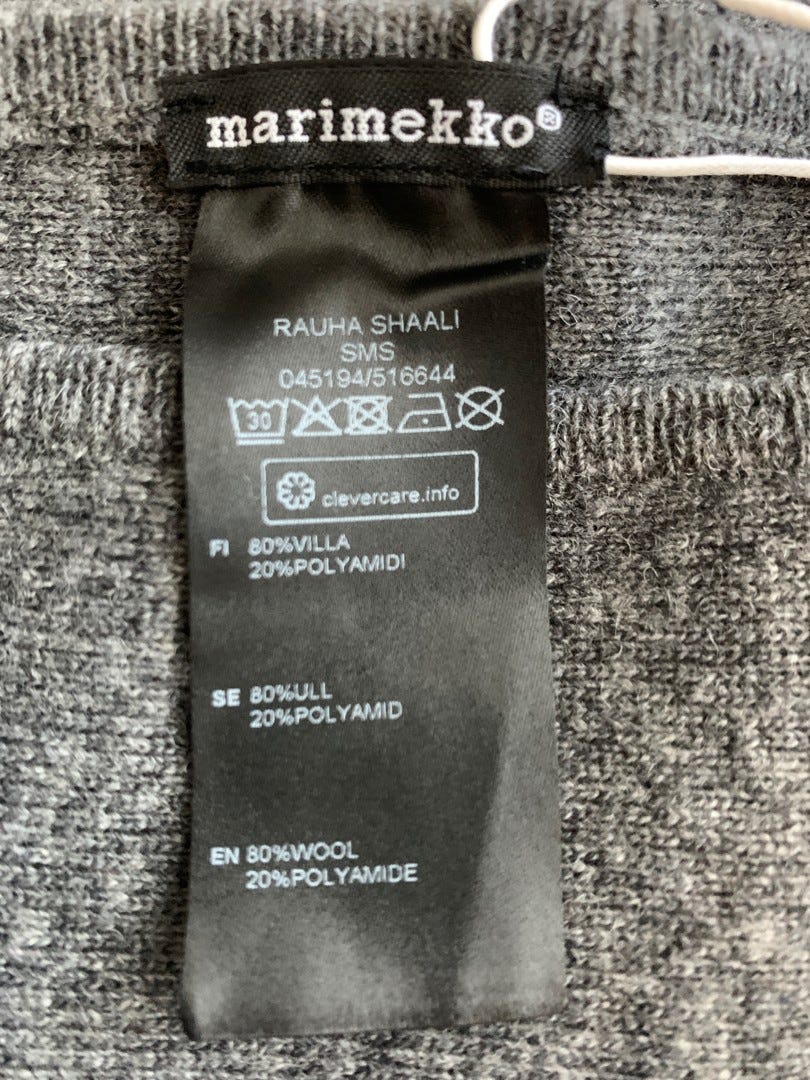 marimekko®
RAUHA SHAALI
SMS
045194/516644
30
clevercare.info
FI 80%VILLA
20%POLYAMIDI
SE 80%ULL
20%POLYAMID
EN 80%WOOL
20%POLYAMIDE